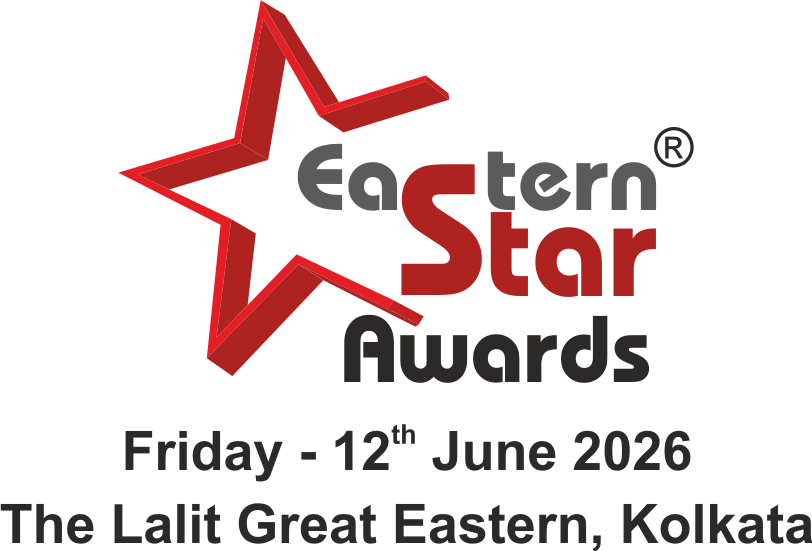 Eastern®
Star
Awards
Friday - 12th June 2026
The Lalit Great Eastern, Kolkata